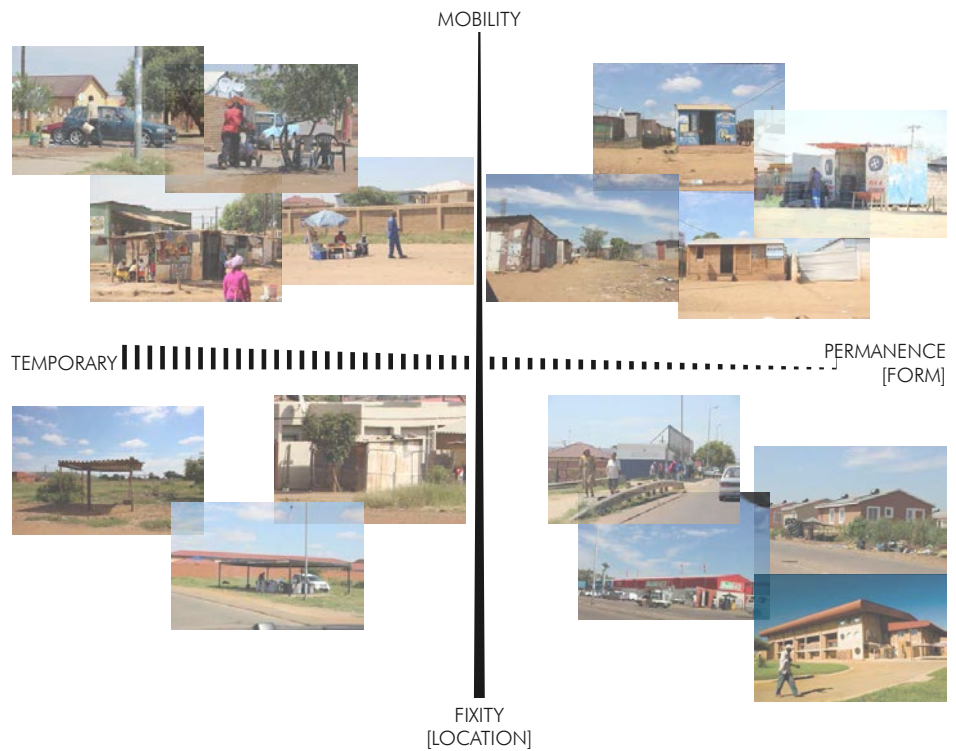 MOBILITY
TEMPORARY
PERMANENCE
[FORM]
FIXITY
[LOCATION]